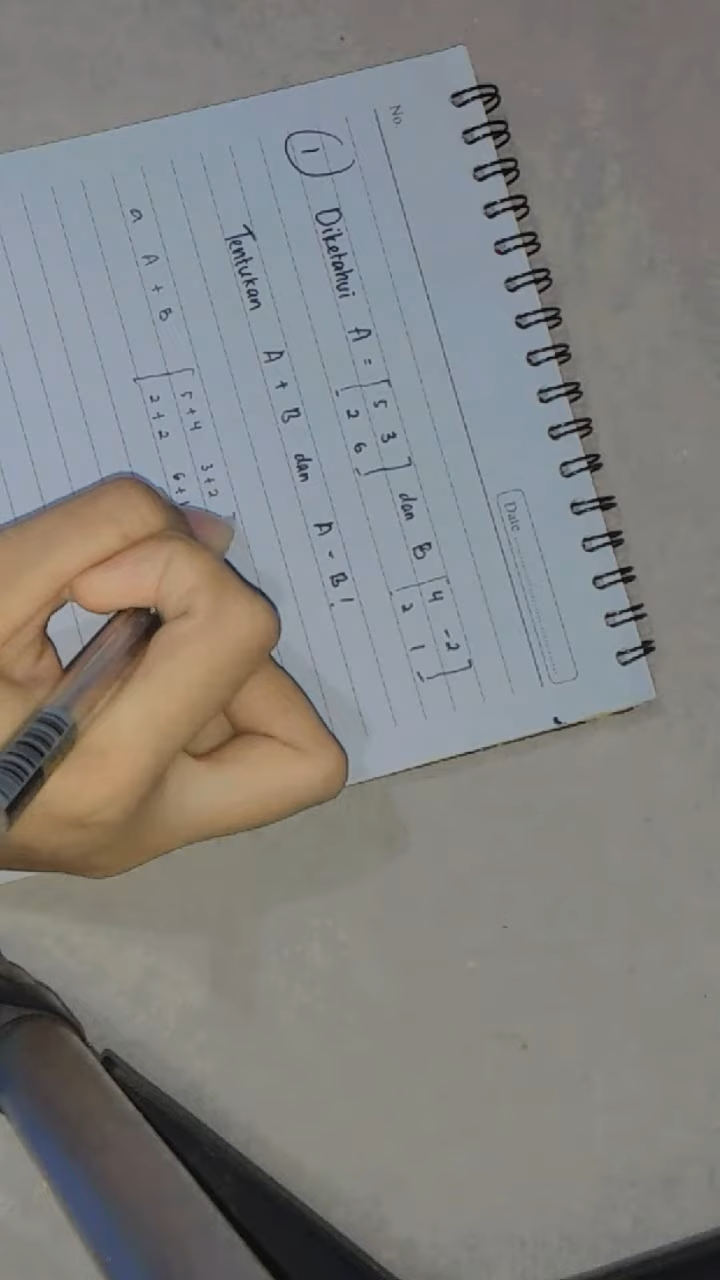 No.
Date
1 Diketahui A = [ 5 3 ] dan B [ 4 -2 ]
[ 2 6 ] [ 2 1 ]
Tentukan A + B dan A - B!
a A + B [ 5+4 3+2 ]
[ 2+2 6+